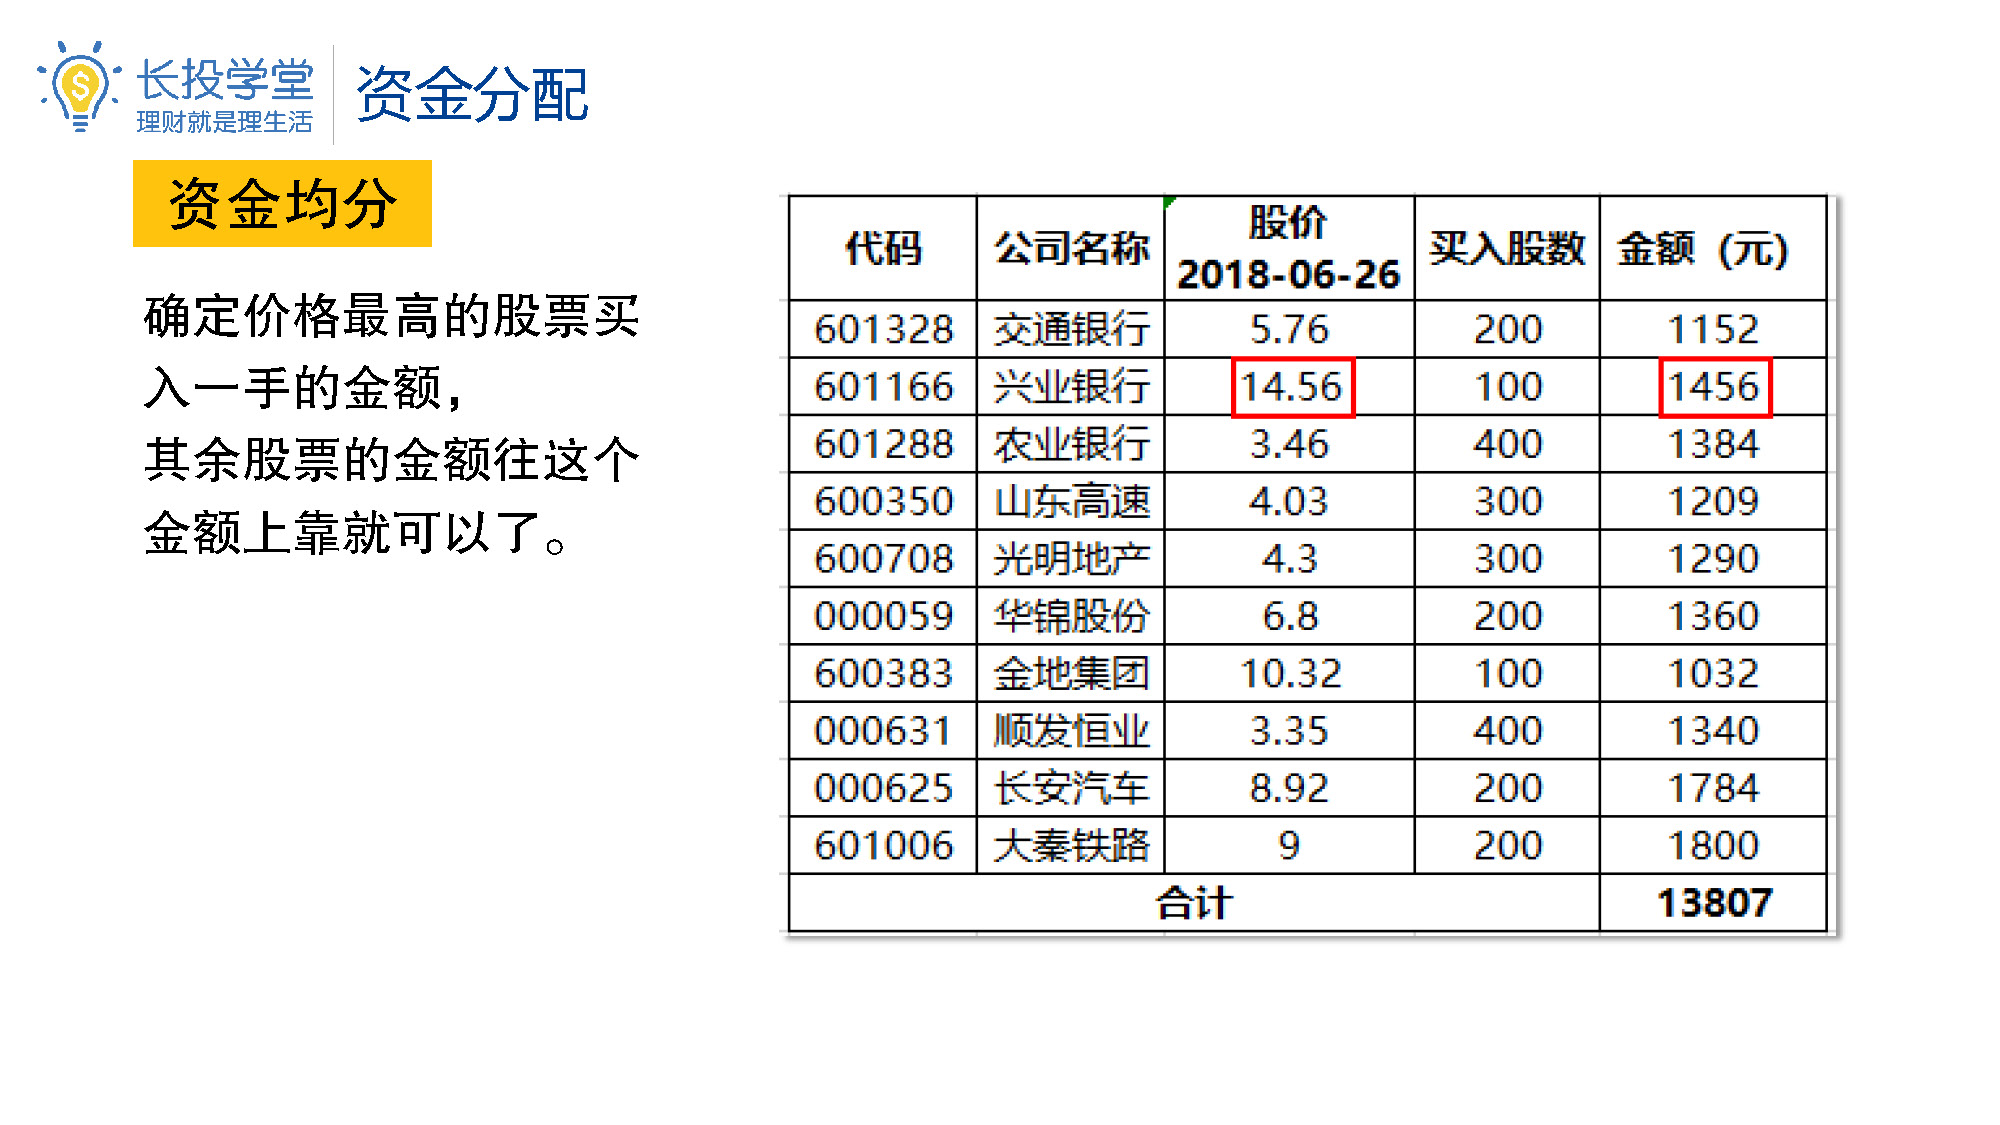 长投学堂
理财就是理生活
资金分配
资金均分
确定价格最高的股票买
入一手的金额，
其余股票的金额往这个
金额上靠就可以了。
代码 公司名称 股价 2018-06-26 买入股数 金额（元）
601328 交通银行 5.76 200 1152
601166 兴业银行 14.56 100 1456
601288 农业银行 3.46 400 1384
600350 山东高速 4.03 300 1209
600708 光明地产 4.3 300 1290
000059 华锦股份 6.8 200 1360
600383 金地集团 10.32 100 1032
000631 顺发恒业 3.35 400 1340
000625 长安汽车 8.92 200 1784
601006 大秦铁路 9 200 1800
合计 13807